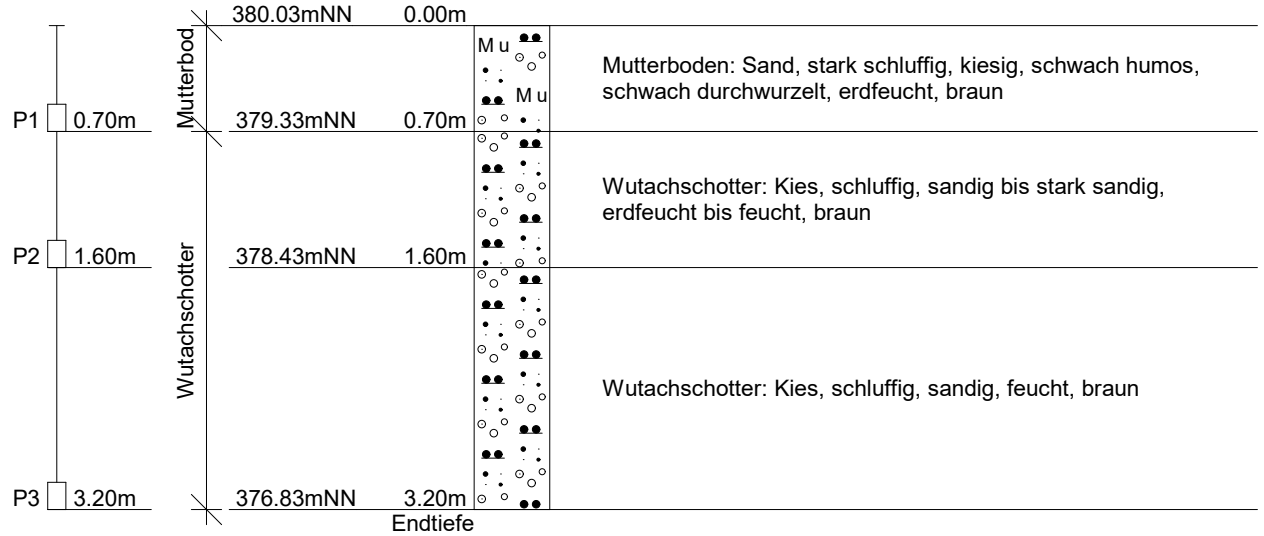 380.03mNN 0.00m
Mutterbod
Mu
Mu
Mutterboden: Sand, stark schluffig, kiesig, schwach humos,
schwach durchwurzelt, erdfeucht, braun
P1 0.70m 379.33mNN 0.70m
Wutachschotter
Wutachschotter: Kies, schluffig, sandig bis stark sandig,
erdfeucht bis feucht, braun
P2 1.60m 378.43mNN 1.60m
Wutachschotter: Kies, schluffig, sandig, feucht, braun
P3 3.20m 376.83mNN 3.20m
Endtiefe